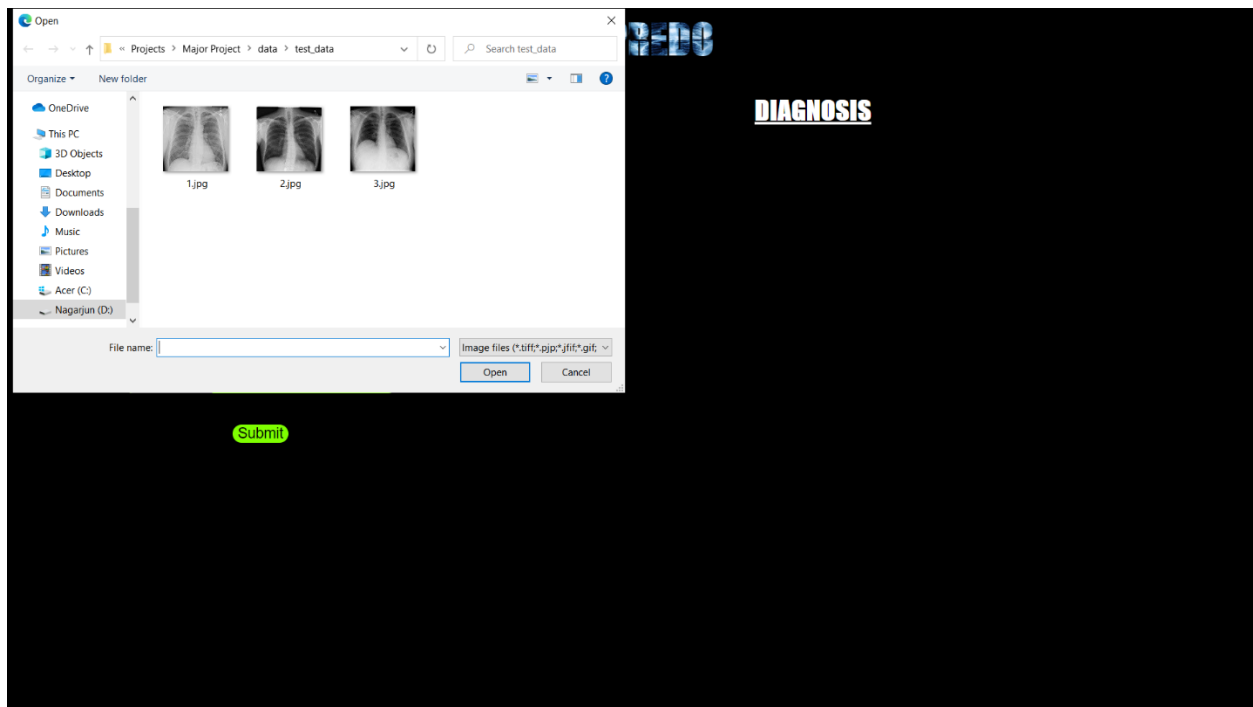 Open
« Projects > Major Project > data > test_data
Search test_data
Organize
New folder
OneDrive
This PC
3D Objects
Desktop
Documents
Downloads
Music
Pictures
Videos
Acer (C:)
Nagarjun (D:)
1.jpg
2.jpg
3.jpg
File name:
Image files (*.tiff;*.pjp;*.jfif;*.gif;
Open
Cancel
DIAGNOSIS
Submit